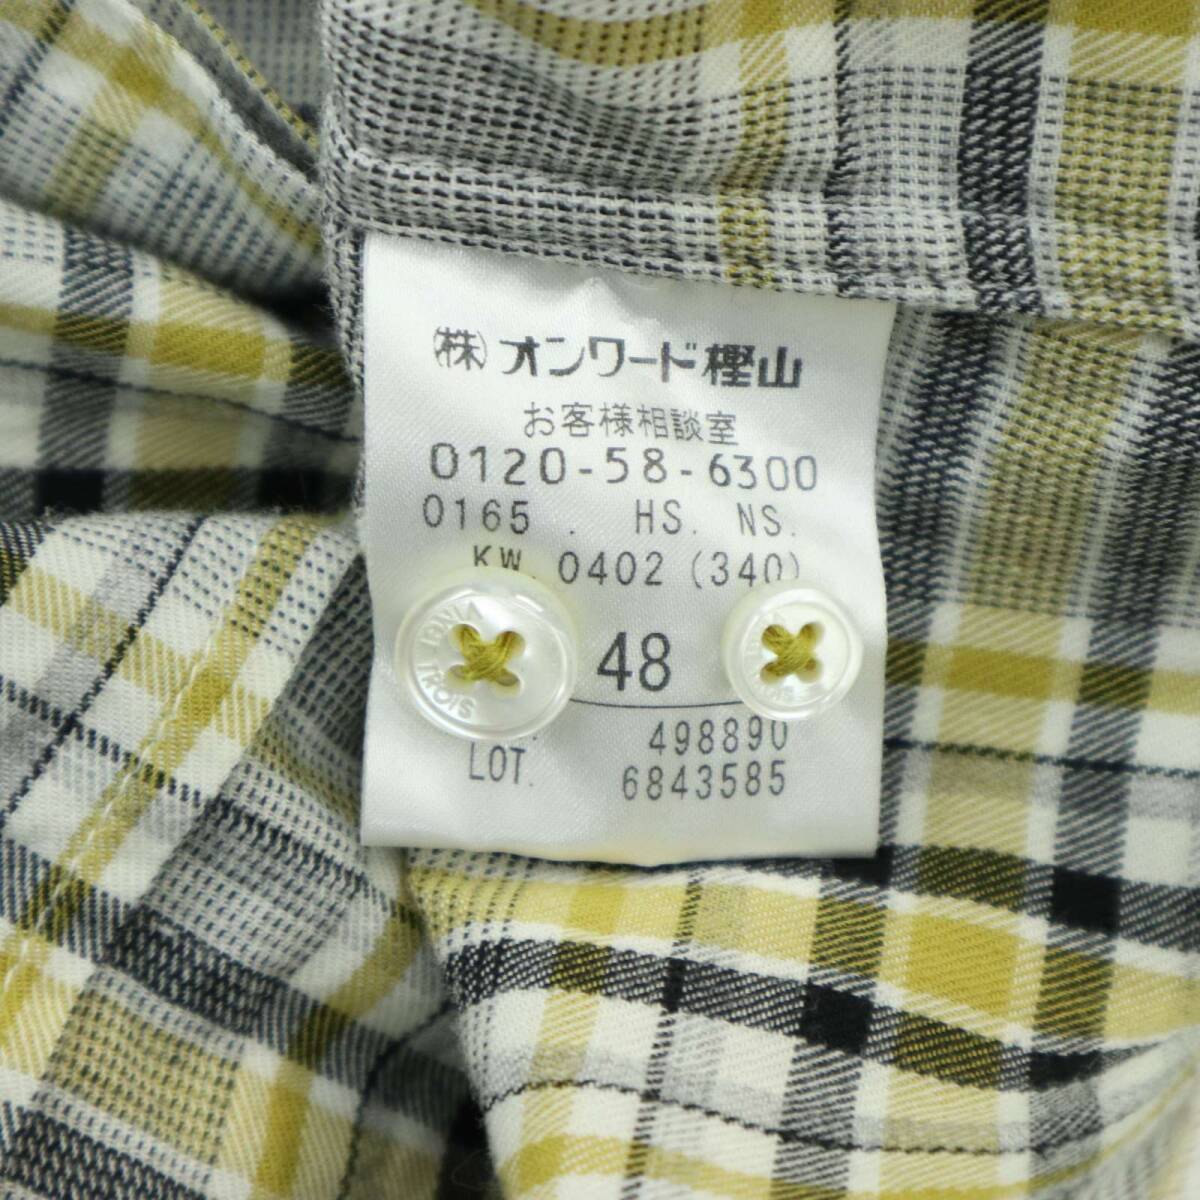 (株)オンワード樫山
お客様相談室
0120-58-6300
0165 . HS. NS.
KW. 0402 (340)
48
498890
LOT. 6843585
TROIS